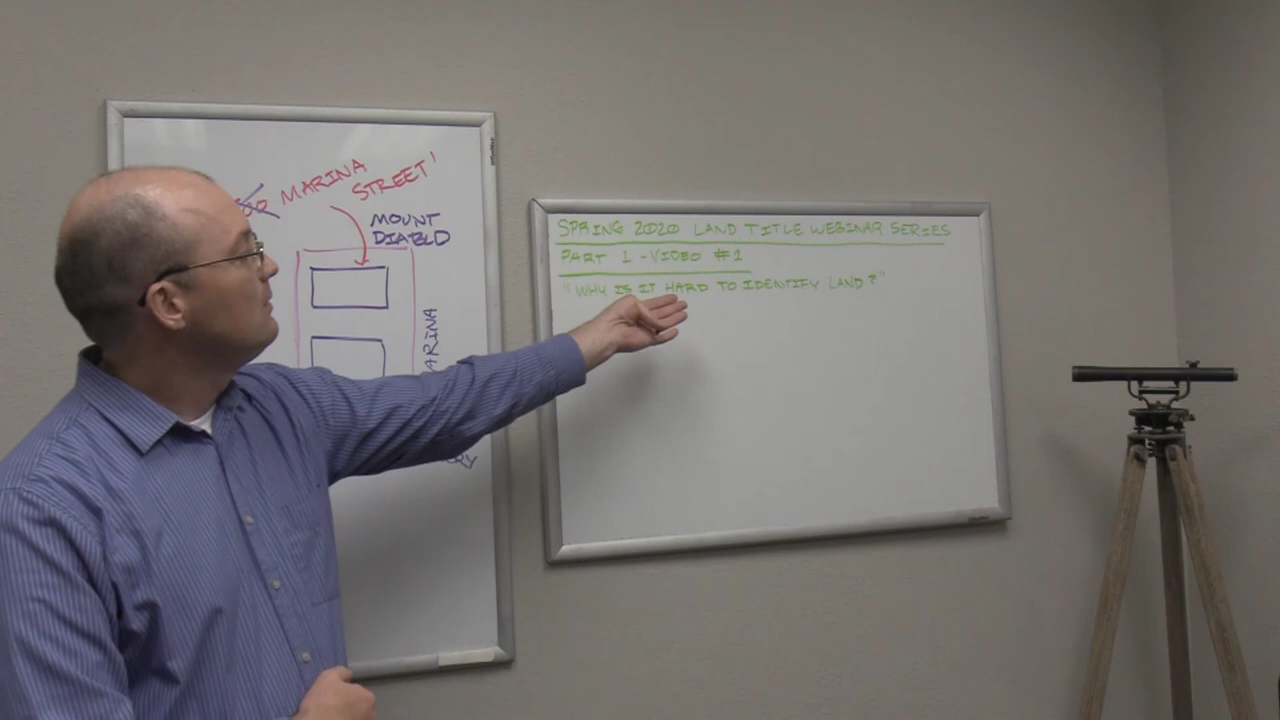 MARINA
STREET'
MOUNT
DIABLO
SPRING 2020 LAND TITLE WEBINAR SERIES
PART 1 - VIDEO #1
"WHY IS IT HARD TO IDENTIFY LAND?"